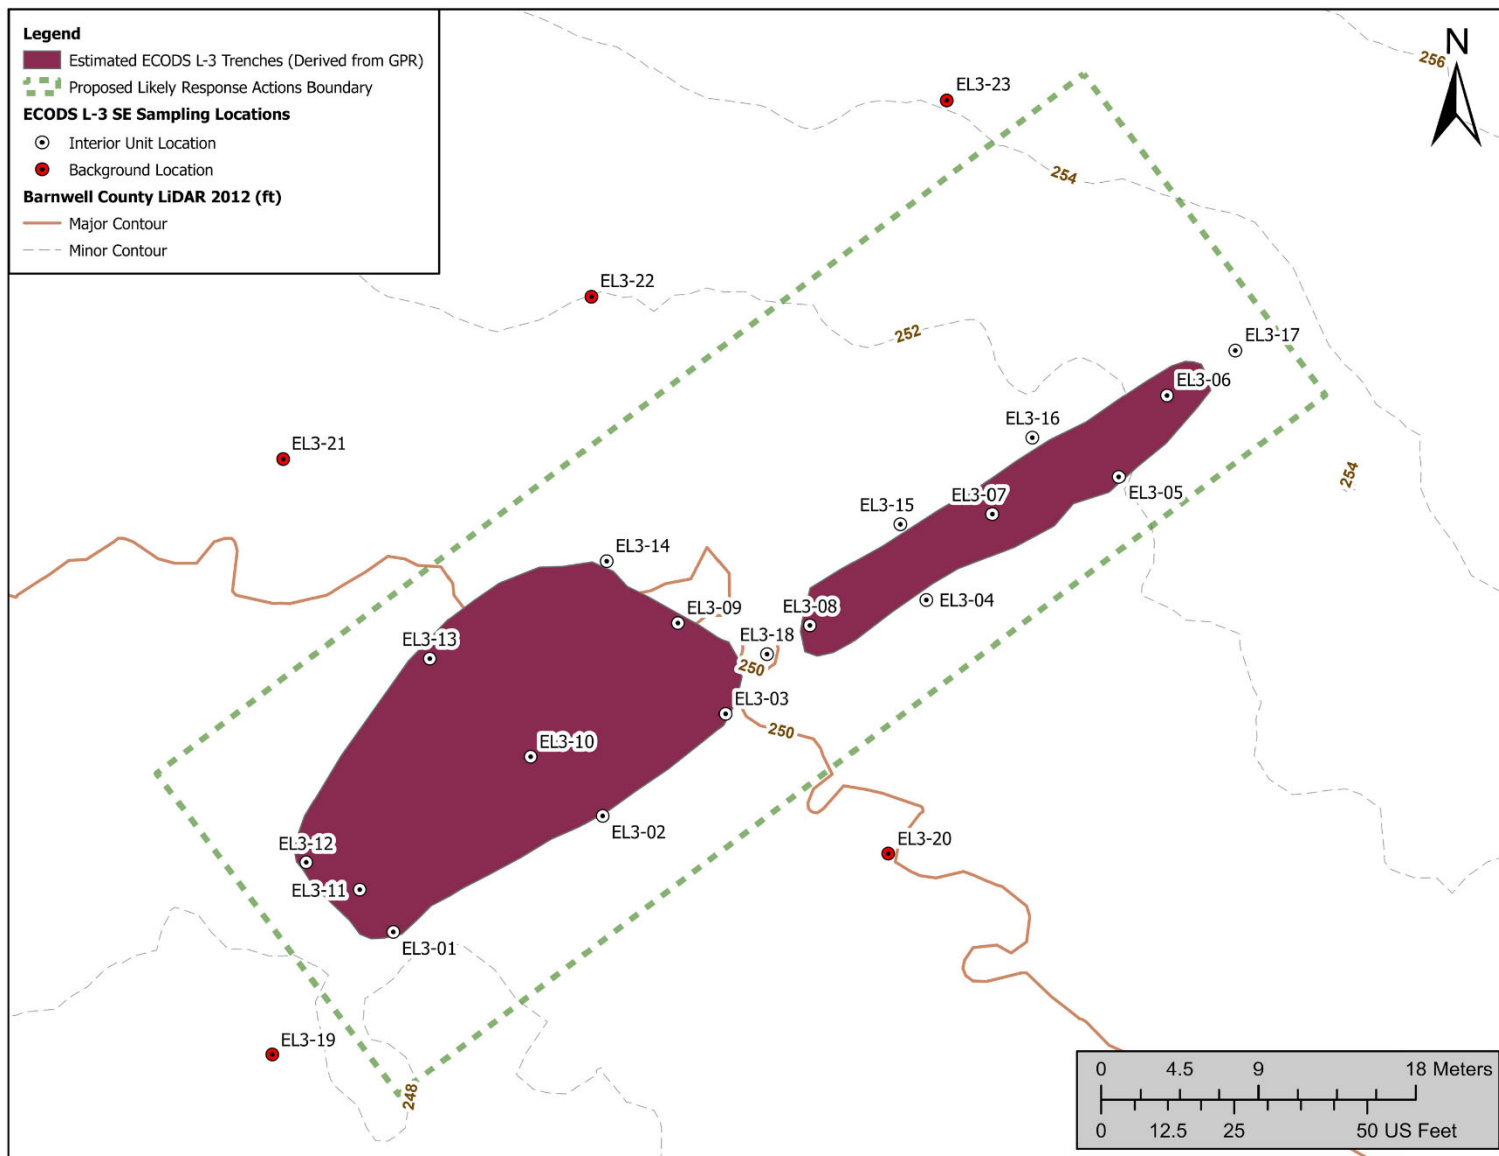 Legend
Estimated ECODS L-3 Trenches (Derived from GPR)
Proposed Likely Response Actions Boundary
ECODS L-3 SE Sampling Locations
Interior Unit Location
Background Location
Barnwell County LiDAR 2012 (ft)
Major Contour
Minor Contour
N
256
EL3-23
254
EL3-22
252
EL3-17
EL3-06
EL3-16
EL3-21
254
EL3-05
EL3-07
EL3-15
EL3-14
EL3-04
EL3-09
EL3-08
EL3-18
EL3-13
250
EL3-03
250
EL3-10
EL3-02
EL3-20
EL3-12
EL3-11
EL3-01
EL3-19
248
0 4.5 9 18 Meters
0 12.5 25 50 US Feet